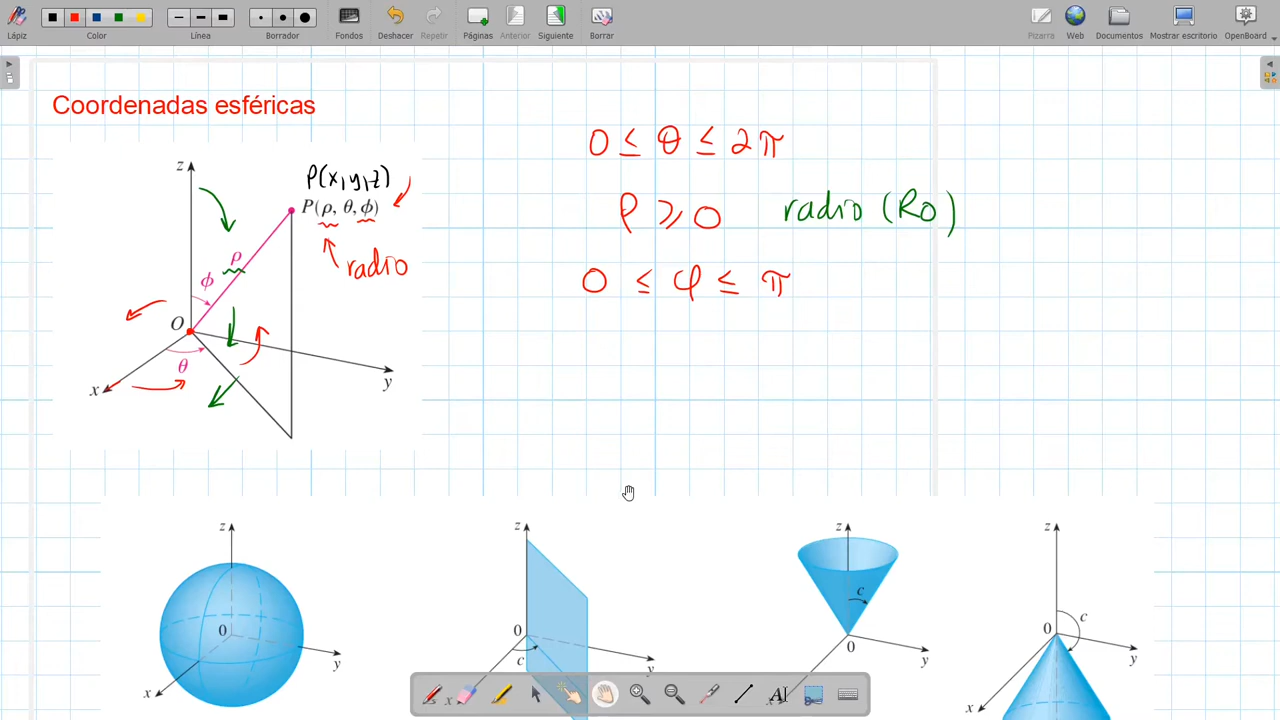 Lápiz Color Línea Borrador Fondos Deshacer Repetir Páginas Anterior Siguiente Borrar Pizarra Web Documentos Mostrar escritorio OpenBoard
Coordenadas esféricas
z
P(x,y,z)
P(ρ, θ, ϕ)
radio
ρ
ϕ
O
θ
x
y
0 ≤ θ ≤ 2π
ρ ≥ 0 radio (Ro)
0 ≤ φ ≤ π
z
0
x
y
z
0
c
x
y
z
c
0
x
y
z
0
c
x
y